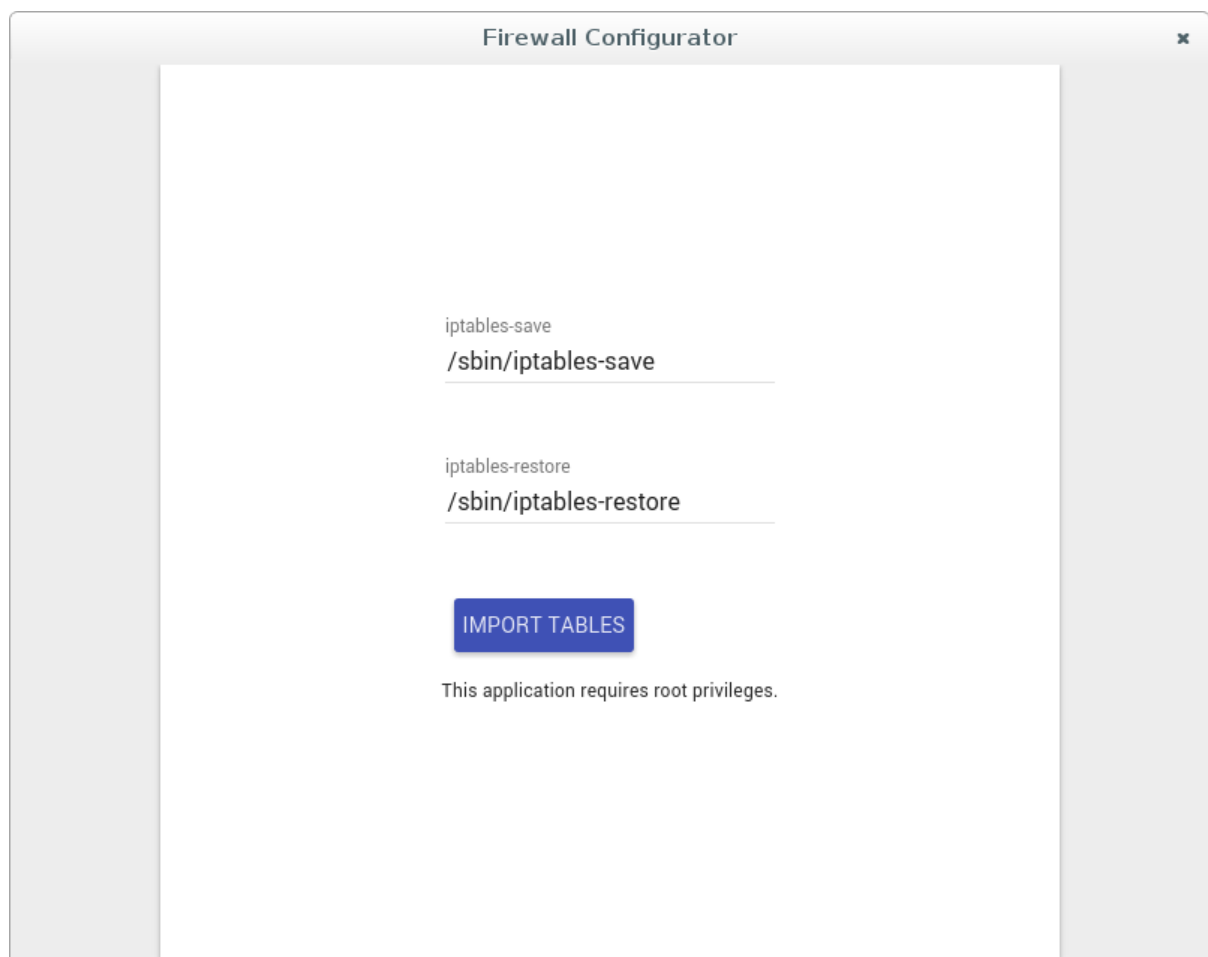 Firewall Configurator
iptables-save
/sbin/iptables-save
iptables-restore
/sbin/iptables-restore
IMPORT TABLES
This application requires root privileges.